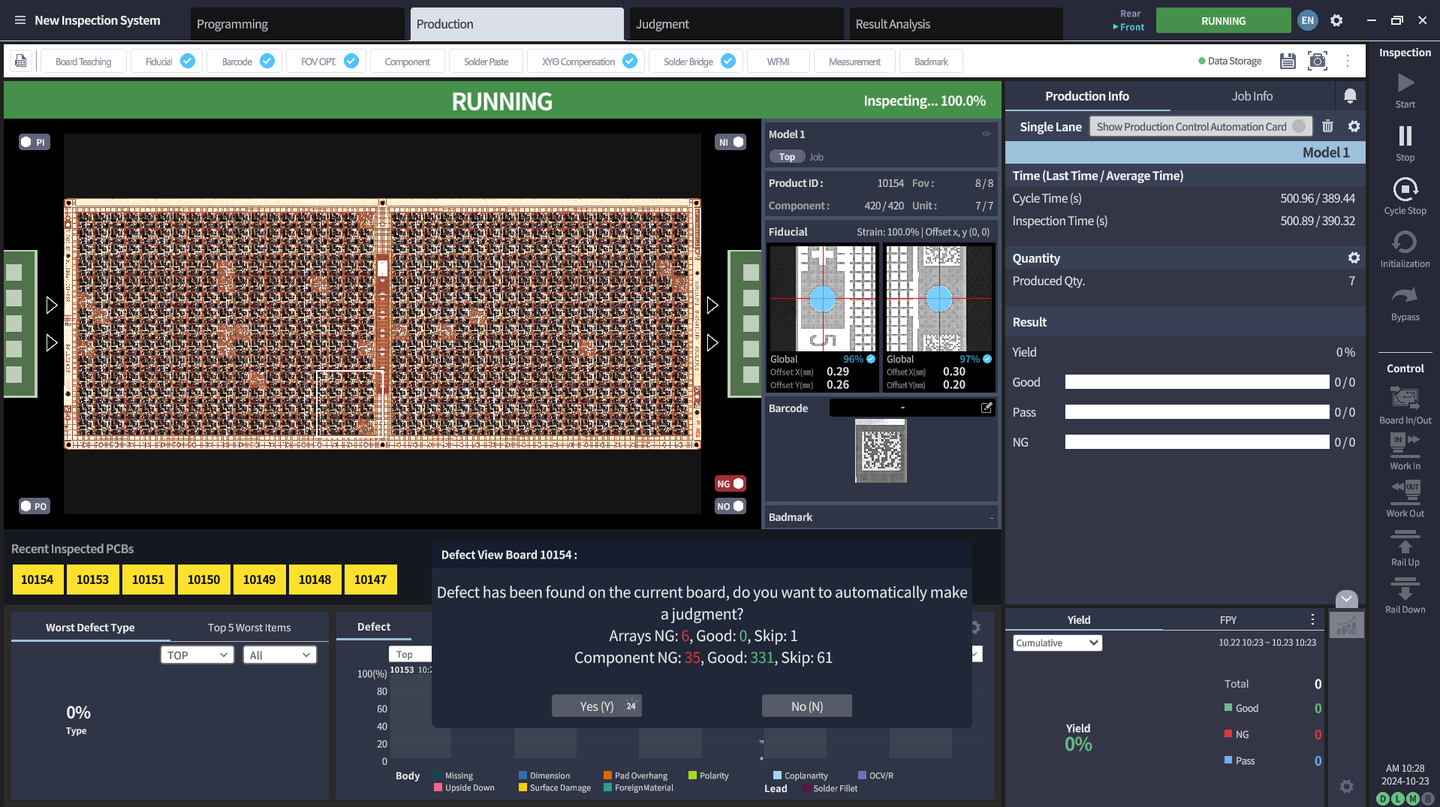 New Inspection System
Programming
Production
Judgment
Result Analysis
Rear
Front
RUNNING
EN
Board Teaching
Fiducial
Barcode
FOV OPT.
Component
Solder Paste
XYΘ Compensation
Solder Bridge
WFMI
Measurement
Badmark
Data Storage
Inspection
Start
Stop
Cycle Stop
Initialization
Bypass
Control
Board In/Out
IN
Work In
OUT
Work Out
Rail Up
Rail Down
RUNNING
Inspecting... 100.0%
PI
NI
PO
NG
NO
Model 1
Top Job
Product ID : 10154 Fov : 8 / 8
Component : 420 / 420 Unit : 7 / 7
Fiducial Strain: 100.0% | Offset x, y (0, 0)
Global 96%
Offset X(mm) 0.29
Offset Y(mm) 0.26
Global 97%
Offset X(mm) 0.30
Offset Y(mm) 0.20
Barcode -
Badmark -
Production Info
Job Info
Single Lane Show Production Control Automation Card
Model 1
Time (Last Time / Average Time)
Cycle Time (s) 500.96 / 389.44
Inspection Time (s) 500.89 / 390.32
Quantity
Produced Qty. 7
Result
Yield 0 %
Good 0 / 0
Pass 0 / 0
NG 0 / 0
Recent Inspected PCBs
10154 10153 10151 10150 10149 10148 10147
Defect View Board 10154 :
Defect has been found on the current board, do you want to automatically make
a judgment?
Arrays NG: 6, Good: 0, Skip: 1
Component NG: 35, Good: 331, Skip: 61
Yes (Y) 24
No (N)
Worst Defect Type
Top 5 Worst Items
TOP
All
0%
Type
Defect
Top
10153
100(%)
80
60
40
20
0
Body
Missing
Dimension
Pad Overhang
Polarity
Upside Down
Surface Damage
ForeignMaterial
Coplanarity
OCV/R
Lead
Solder Fillet
Yield
FPY
Cumulative
10.22 10:23 ~ 10.23 10:23
Yield
0%
Total 0
Good 0
NG 0
Pass 0
AM 10:28
2024-10-23
D L M B